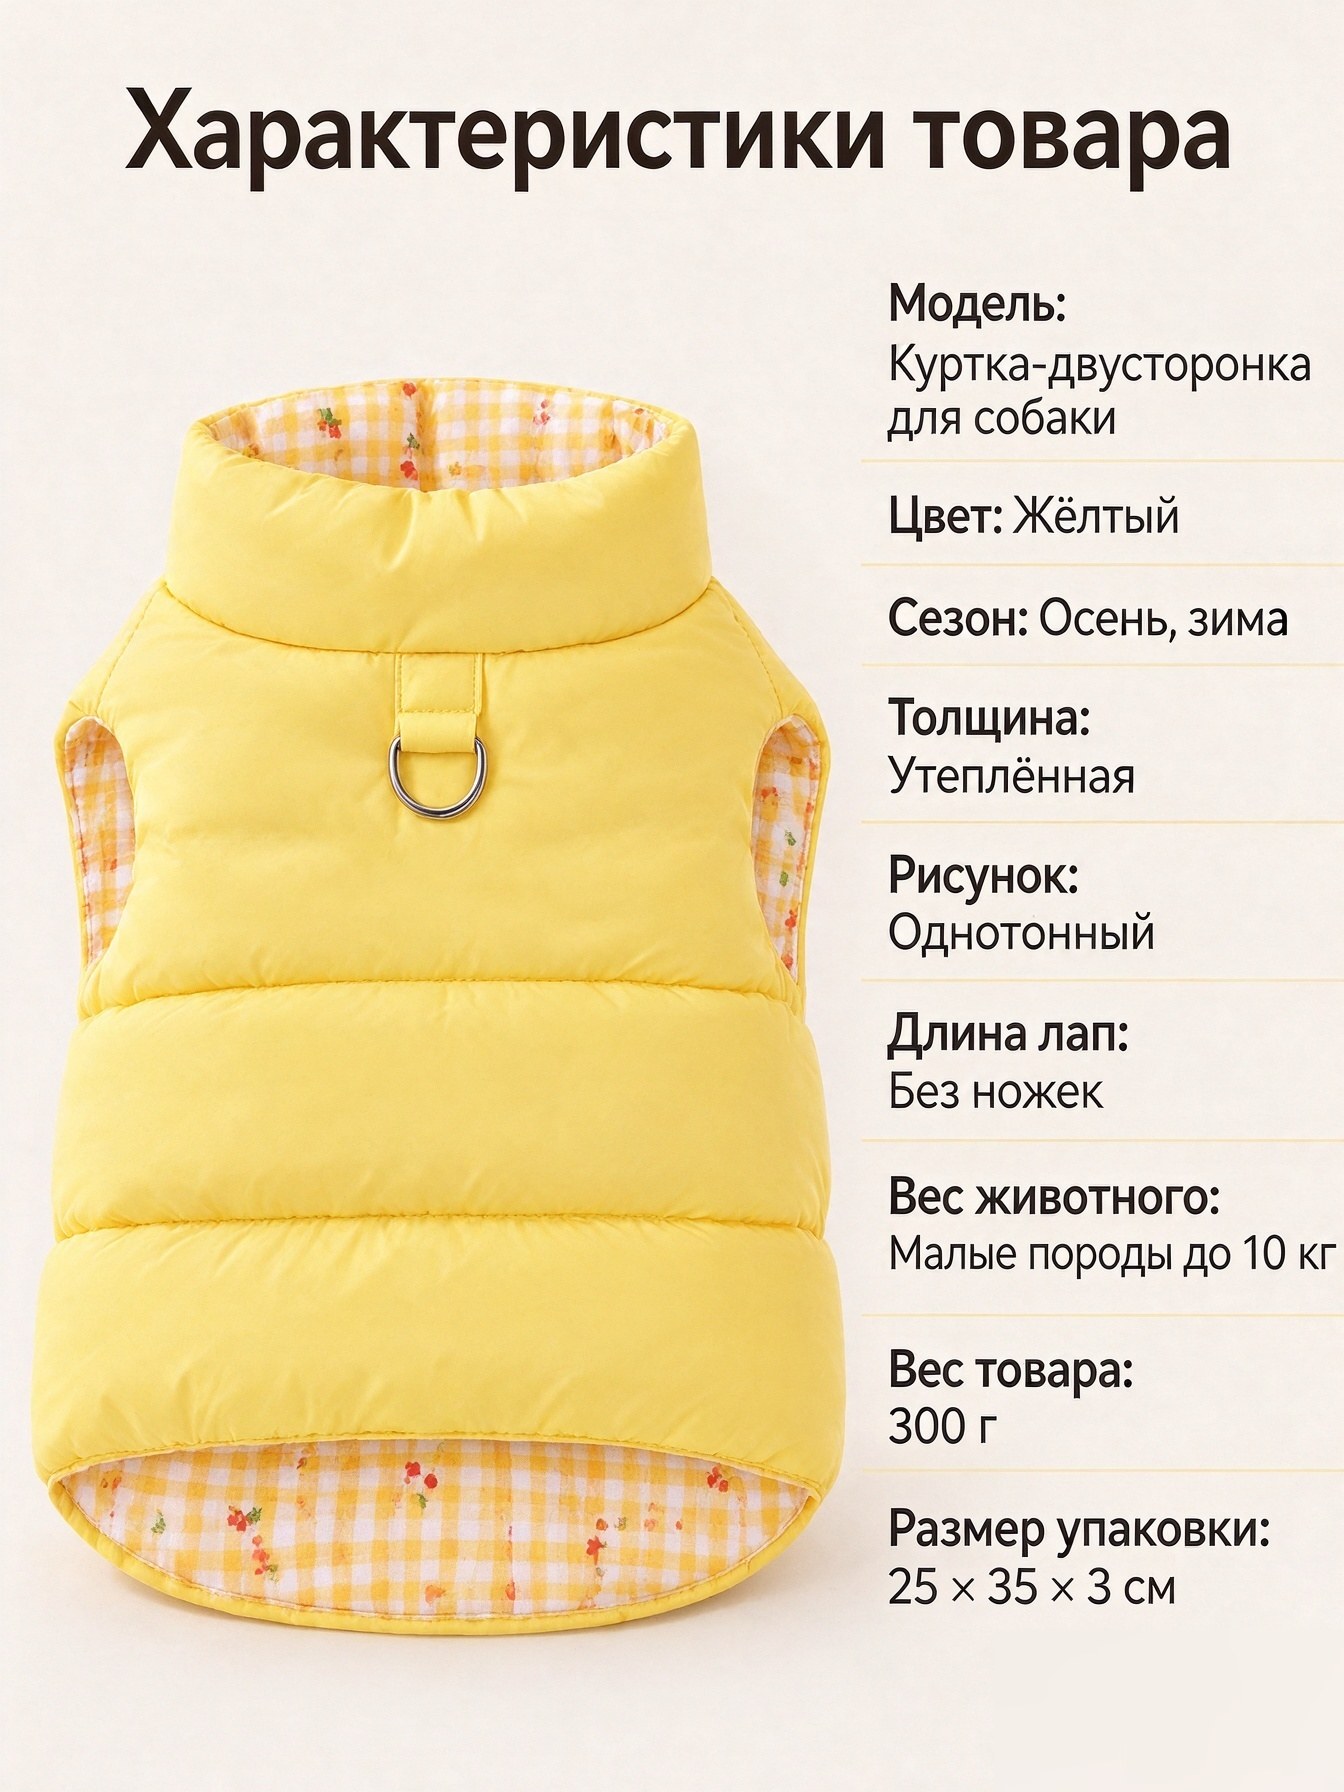 Характеристики товара
Модель:
Куртка-двусторонка
для собаки
Цвет: Жёлтый
Сезон: Осень, зима
Толщина:
Утеплённая
Рисунок:
Однотонный
Длина лап:
Без ножек
Вес животного:
Малые породы до 10 кг
Вес товара:
300 г
Размер упаковки:
25 × 35 × 3 см